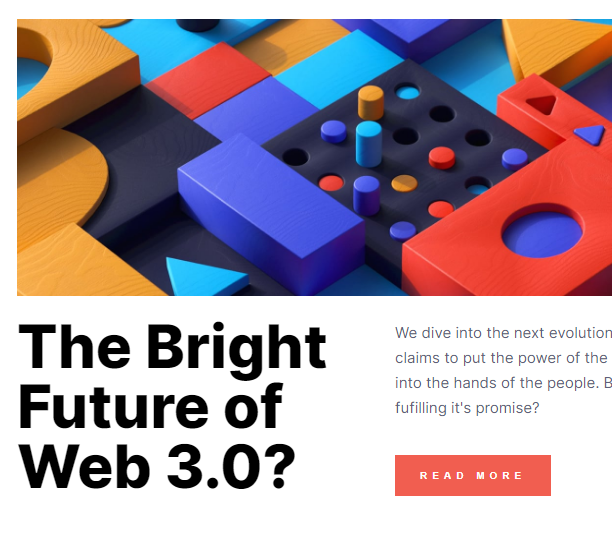 The Bright
Future of
Web 3.0?
We dive into the next evolution
claims to put the power of the
into the hands of the people. B
fufilling it's promise?
READ MORE